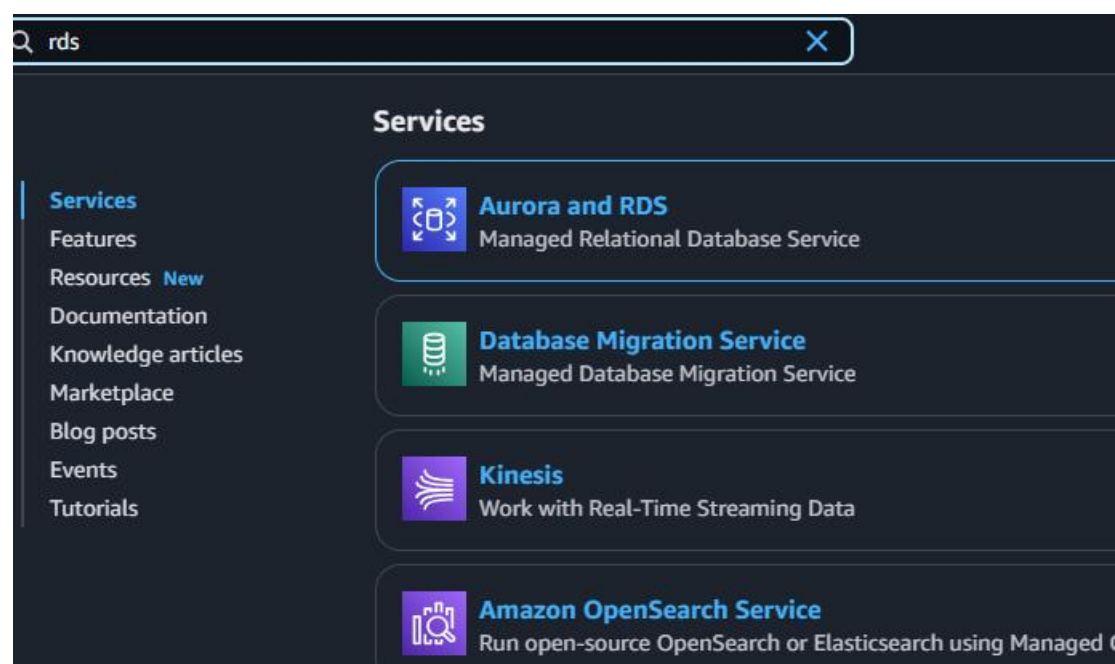 rds
Services
Services
Features
Resources New
Documentation
Knowledge articles
Marketplace
Blog posts
Events
Tutorials
Aurora and RDS
Managed Relational Database Service
Database Migration Service
Managed Database Migration Service
Kinesis
Work with Real-Time Streaming Data
Amazon OpenSearch Service
Run open-source OpenSearch or Elasticsearch using Managed